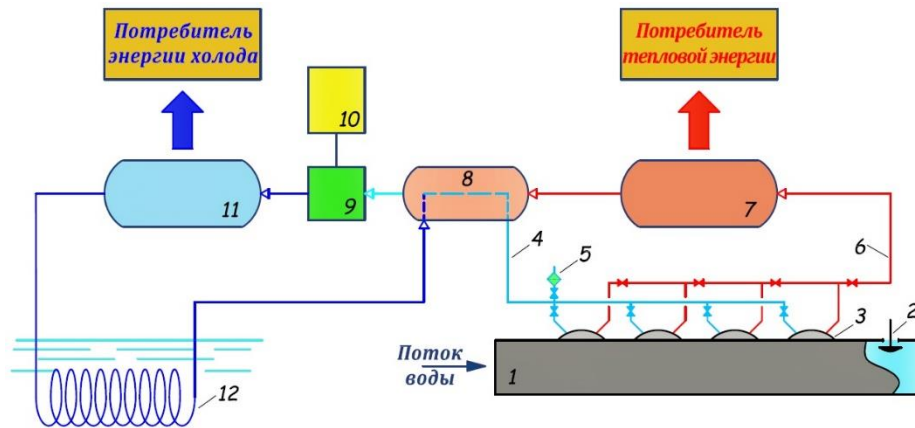 Потребитель
энергии холода
Потребитель
тепловой энергии
10
8
11
9
7
4
5
6
3
2
Поток
воды
1
12